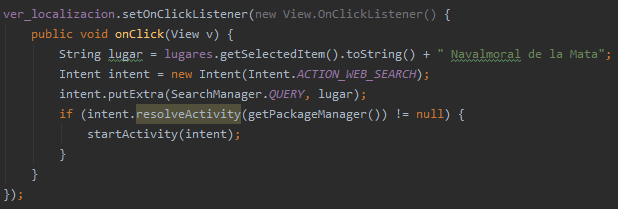 ver_localizacion.setOnClickListener(new View.OnClickListener() {
    public void onClick(View v) {
        String lugar = lugares.getSelectedItem().toString() + " Navalmoral de la Mata";
        Intent intent = new Intent(Intent.ACTION_WEB_SEARCH);
        intent.putExtra(SearchManager.QUERY, lugar);
        if (intent.resolveActivity(getPackageManager()) != null) {
            startActivity(intent);
        }
    }
});